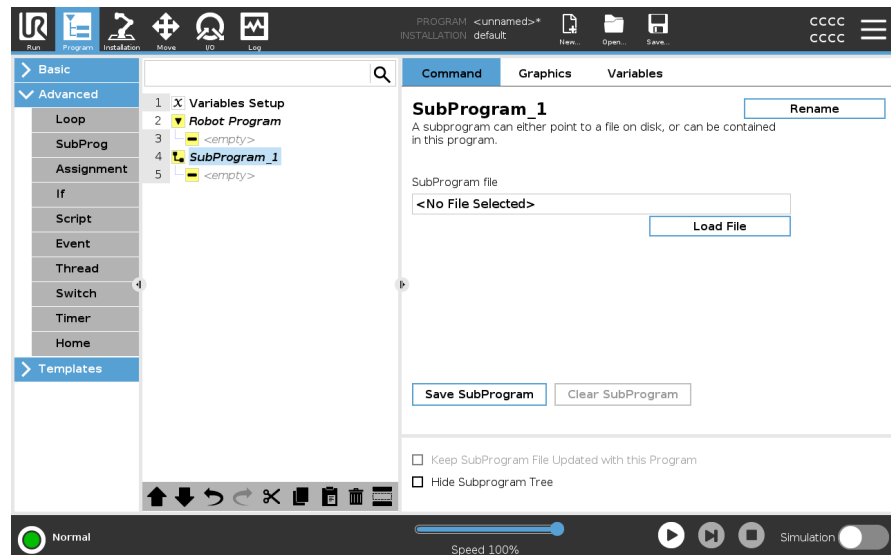 UR
Run
Program
Installation
Move
I/O
Log
PROGRAM <unnamed>*
INSTALLATION default
New...
Open...
Save...
CCCC
CCCC
Basic
Advanced
Loop
SubProg
Assignment
If
Script
Event
Thread
Switch
Timer
Home
Templates
1 X Variables Setup
2 Robot Program
3 <empty>
4 SubProgram_1
5 <empty>
Command Graphics Variables
SubProgram_1
Rename
A subprogram can either point to a file on disk, or can be contained
in this program.
SubProgram file
<No File Selected>
Load File
Save SubProgram
Clear SubProgram
Keep SubProgram File Updated with this Program
Hide Subprogram Tree
Normal
Speed 100%
Simulation